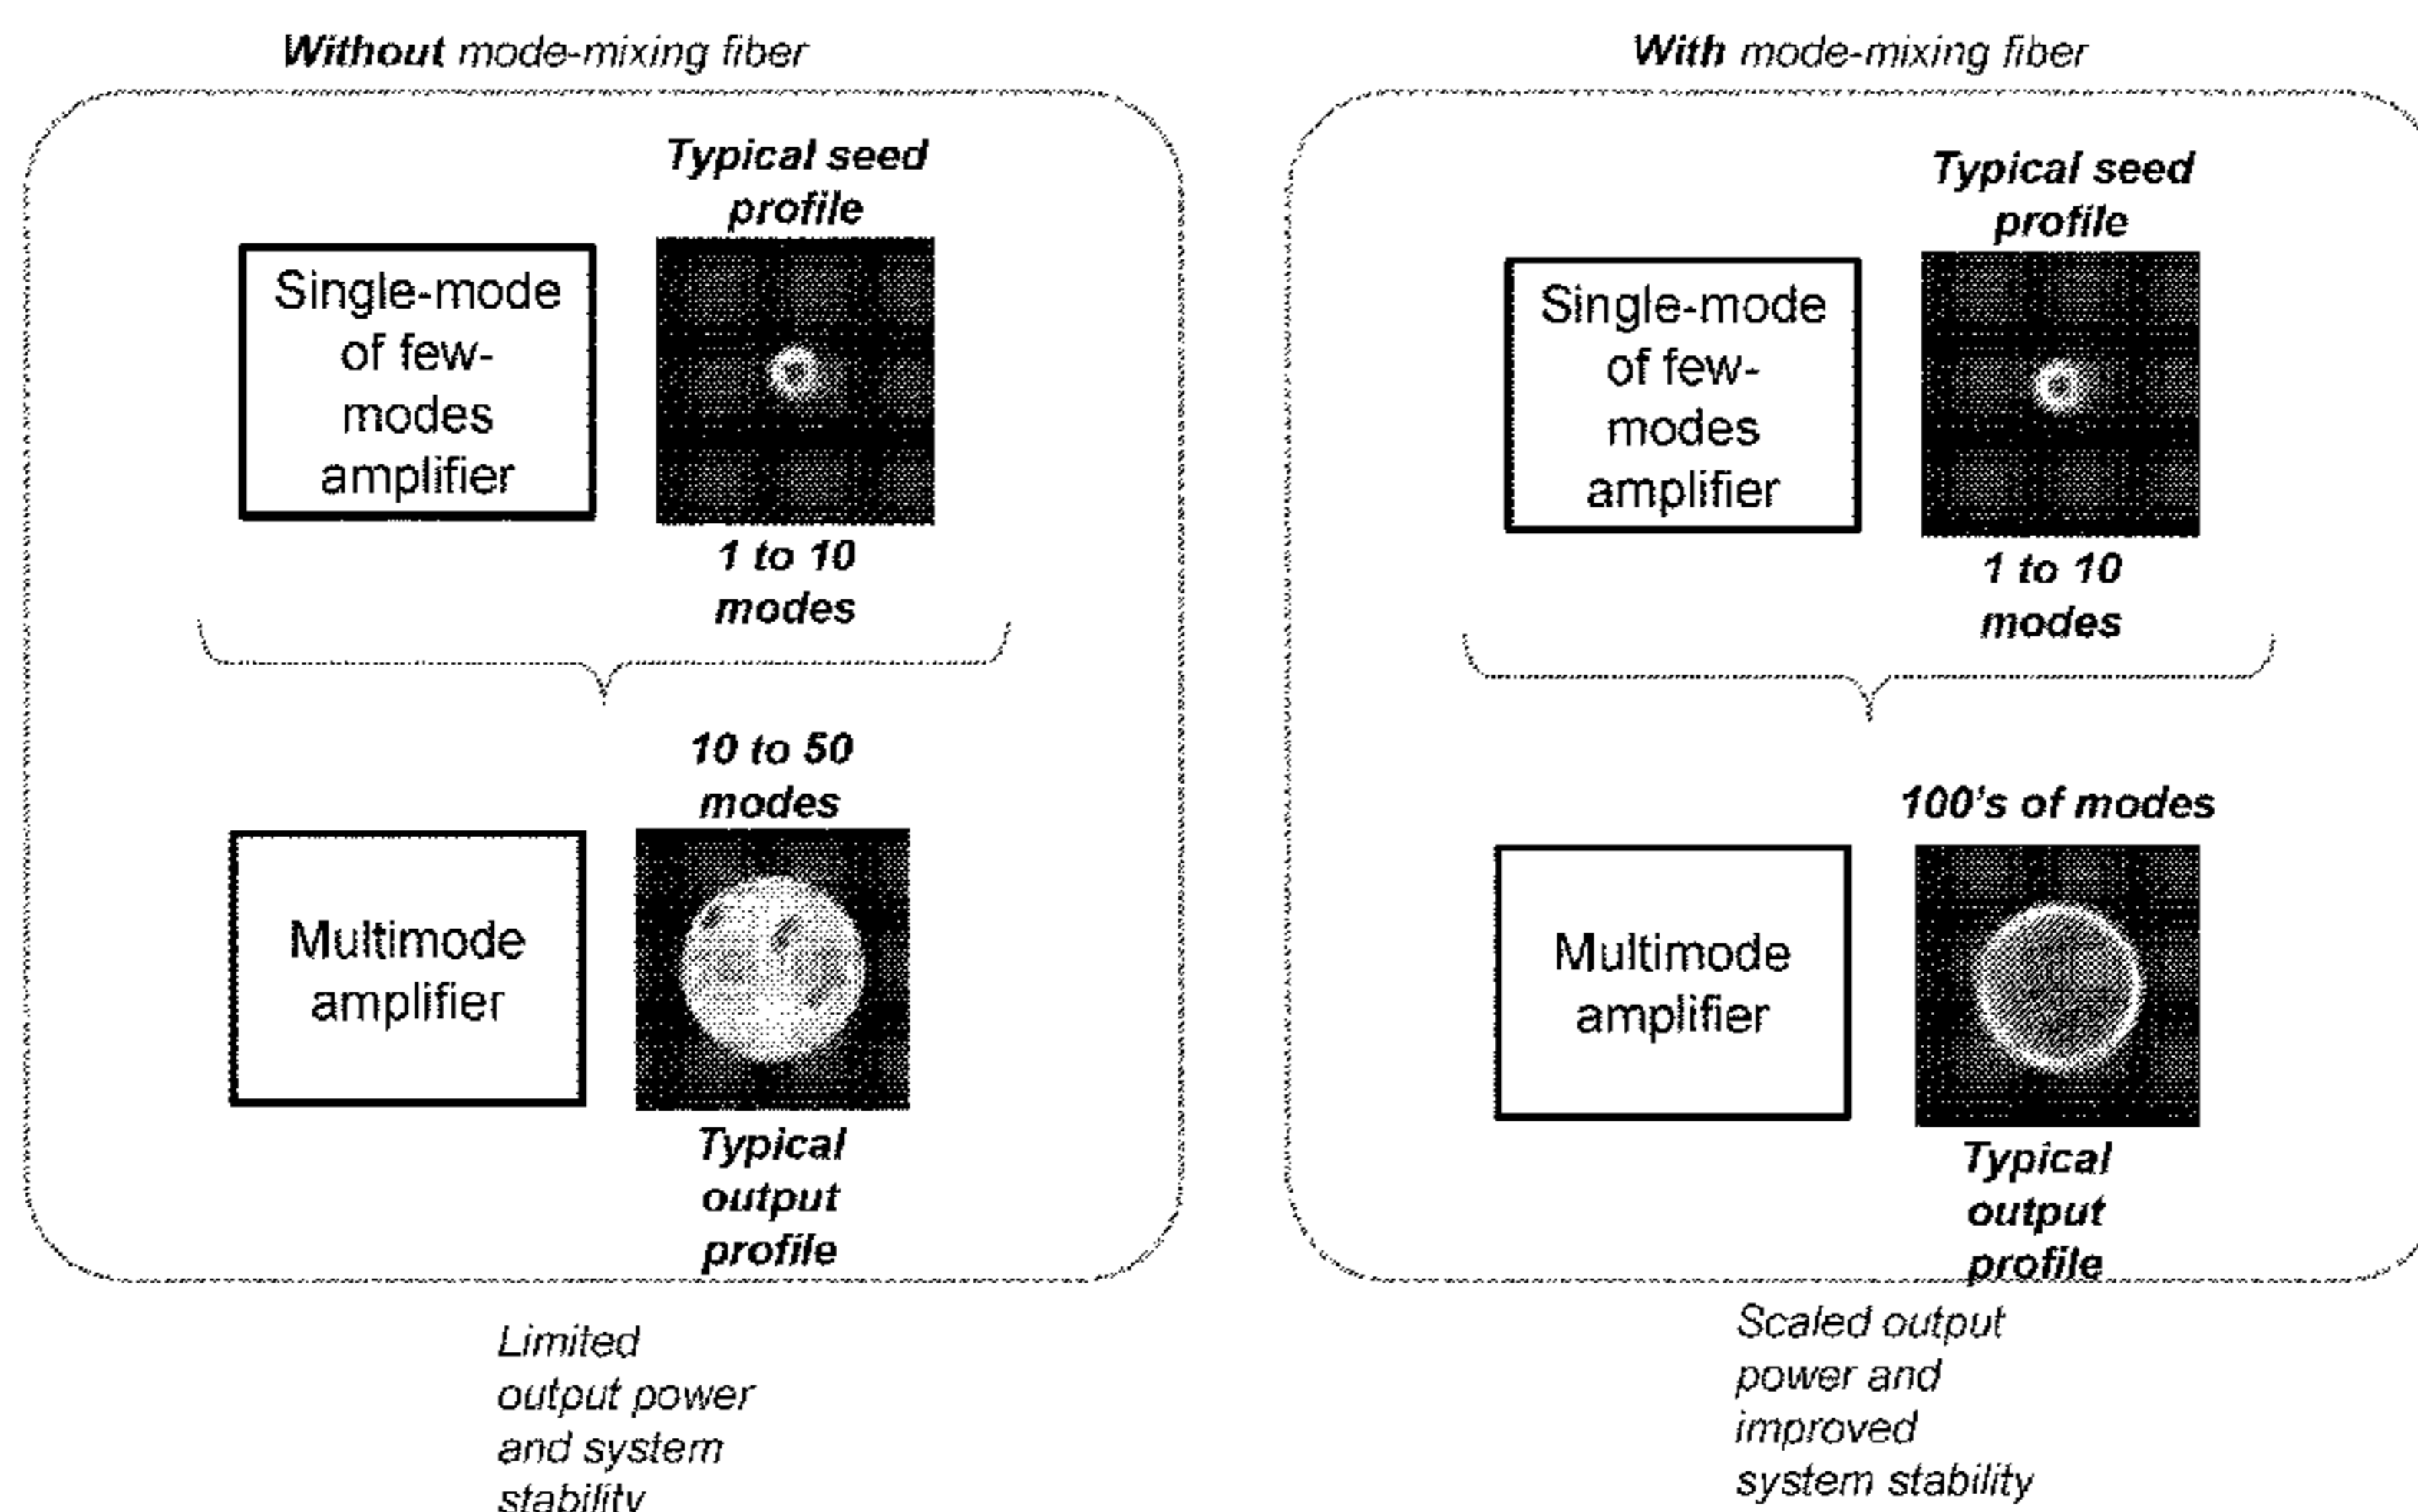 Without mode-mixing fiber
Typical seed
profile
Single-mode
of few-
modes
amplifier
1 to 10
modes
10 to 50
modes
Multimode
amplifier
Typical
output
profile
Limited
output power
and system
stability
With mode-mixing fiber
Typical seed
profile
Single-mode
of few-
modes
amplifier
1 to 10
modes
100's of modes
Multimode
amplifier
Typical
output
profile
Scaled output
power and
improved
system stability